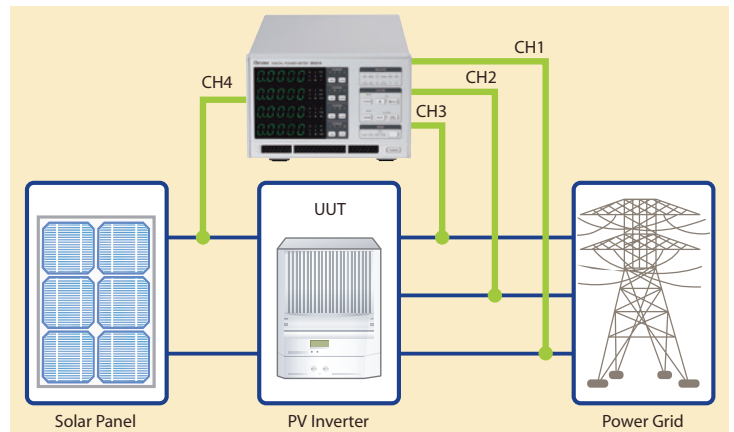 CH1
CH4
CH2
CH3
UUT
Solar Panel
PV Inverter
Power Grid